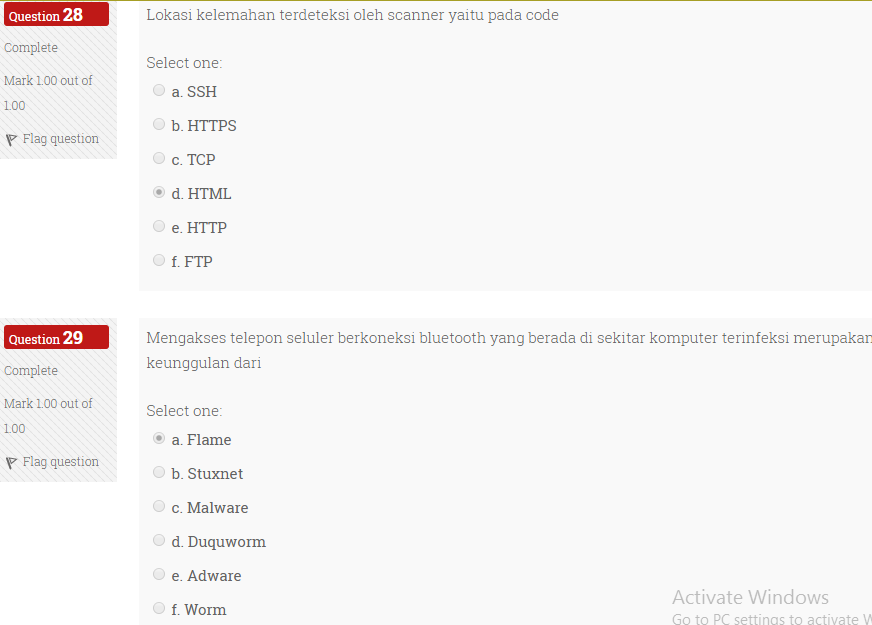 Question 28
Complete
Mark 1.00 out of
1.00
Flag question
Lokasi kelemahan terdeteksi oleh scanner yaitu pada code
Select one:
a. SSH
b. HTTPS
c. TCP
d. HTML
e. HTTP
f. FTP
Question 29
Complete
Mark 1.00 out of
1.00
Flag question
Mengakses telepon seluler berkoneksi bluetooth yang berada di sekitar komputer terinfeksi merupakan
keunggulan dari
Select one:
a. Flame
b. Stuxnet
c. Malware
d. Duquworm
e. Adware
f. Worm
Activate Windows
Go to PC settings to activate W